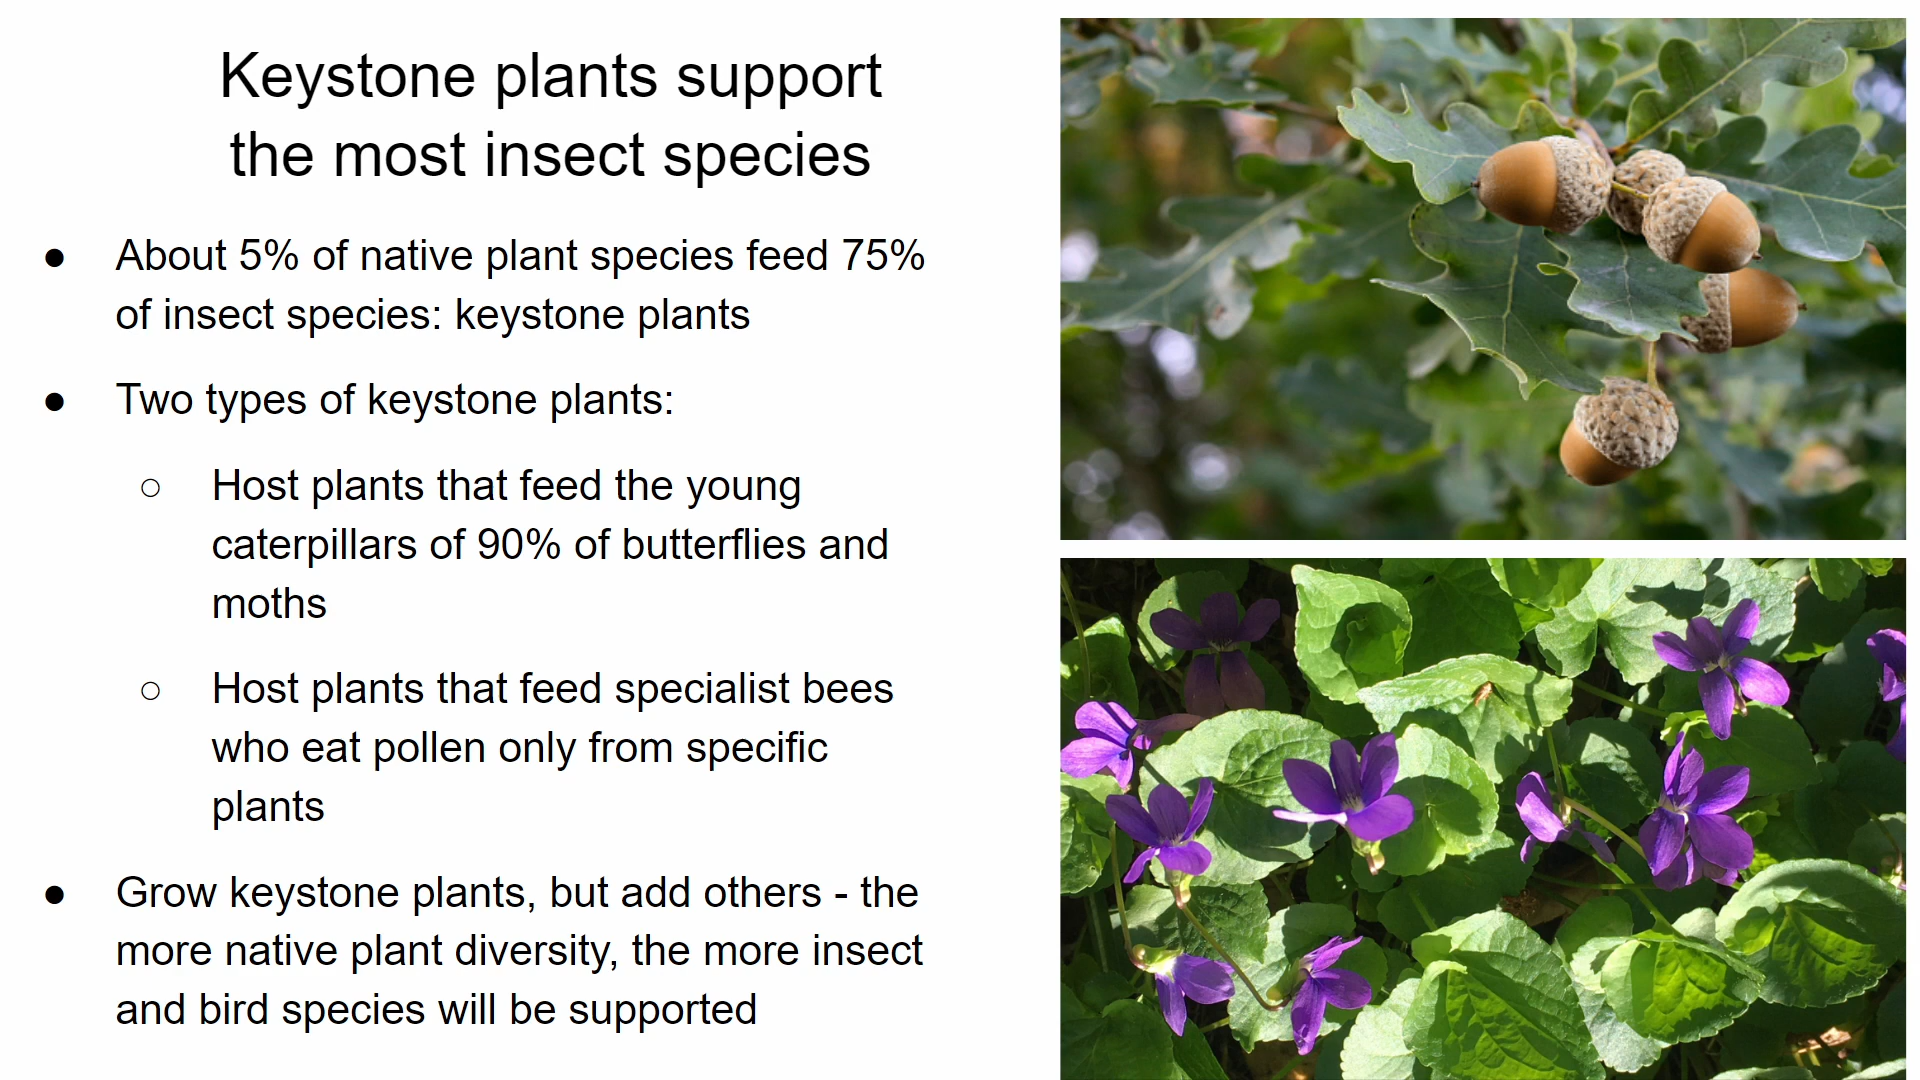 Keystone plants support
the most insect species
● About 5% of native plant species feed 75%
of insect species: keystone plants
● Two types of keystone plants:
○ Host plants that feed the young
caterpillars of 90% of butterflies and
moths
○ Host plants that feed specialist bees
who eat pollen only from specific
plants
● Grow keystone plants, but add others - the
more native plant diversity, the more insect
and bird species will be supported